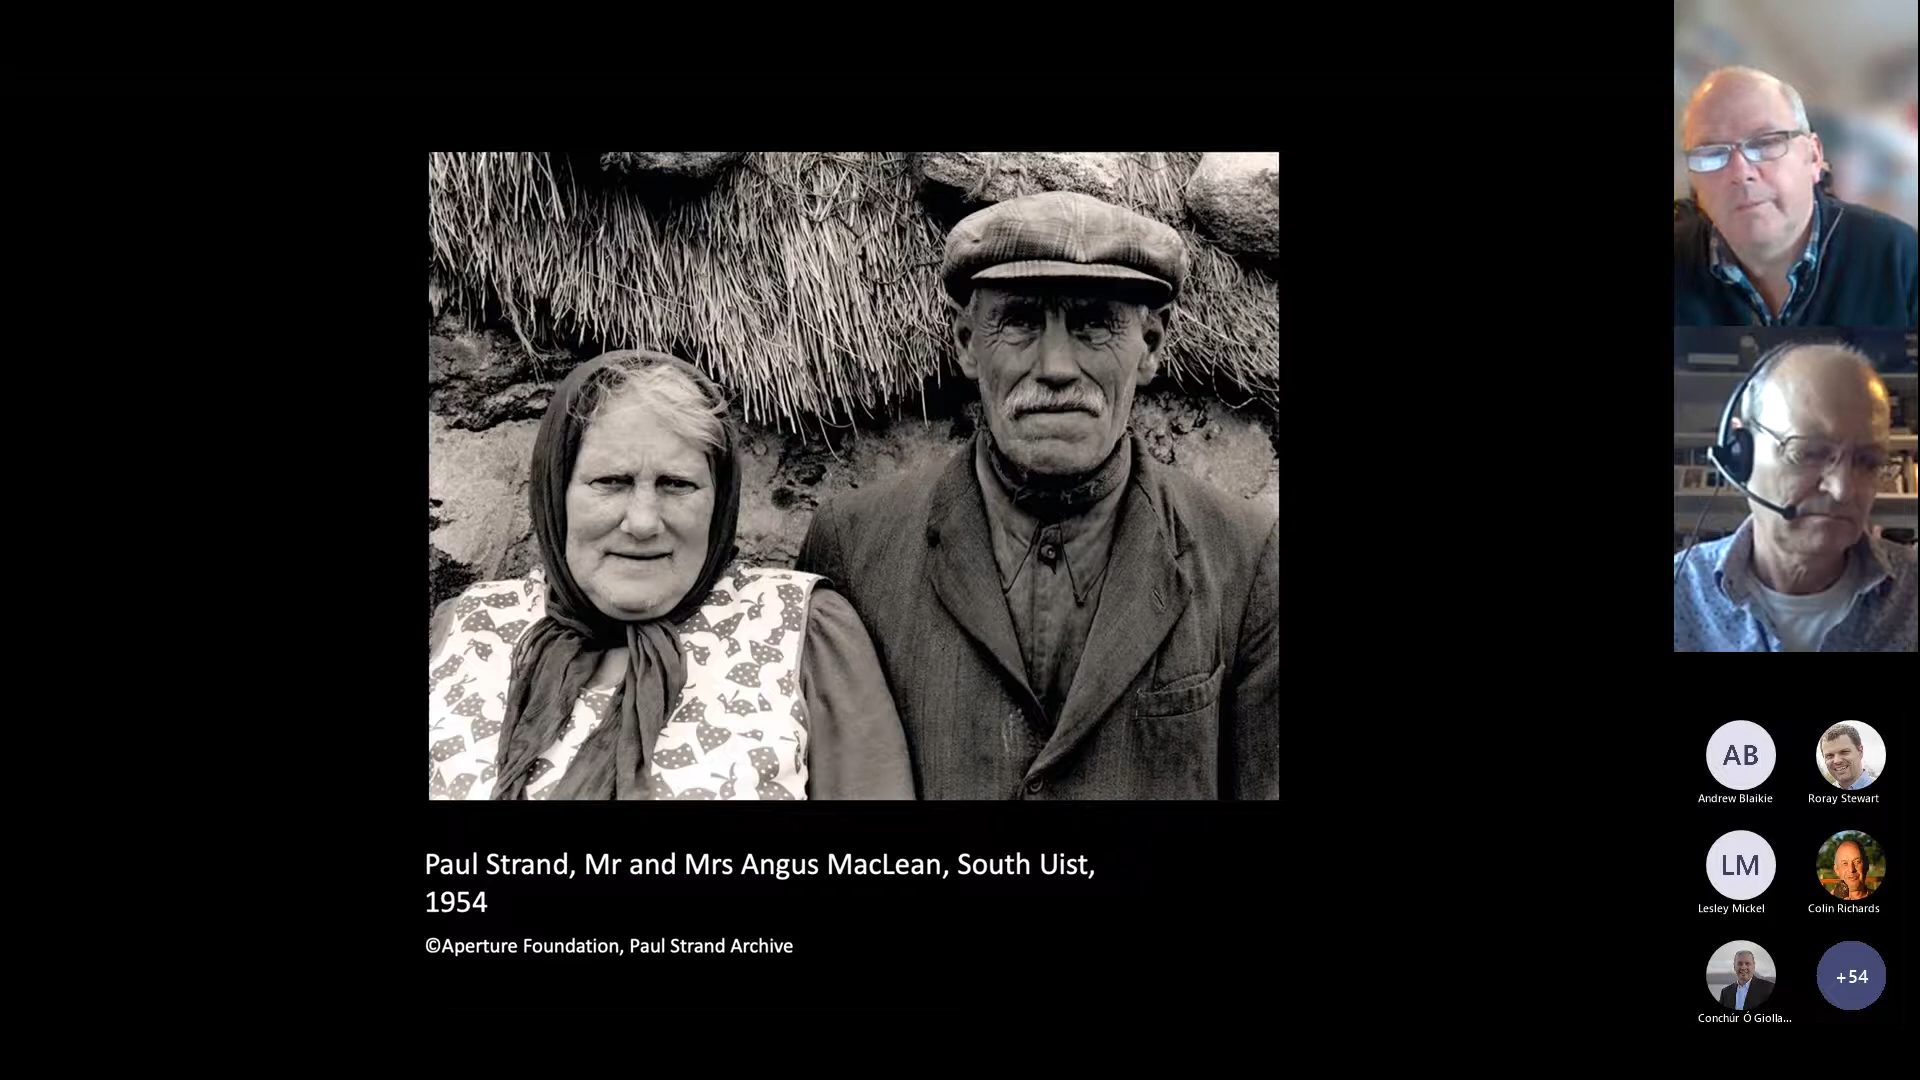 Paul Strand, Mr and Mrs Angus MacLean, South Uist,
1954
©Aperture Foundation, Paul Strand Archive
AB
Andrew Blaikie
Roray Stewart
LM
Lesley Mickel
Colin Richards
Conchúr Ó Giolla...
+54